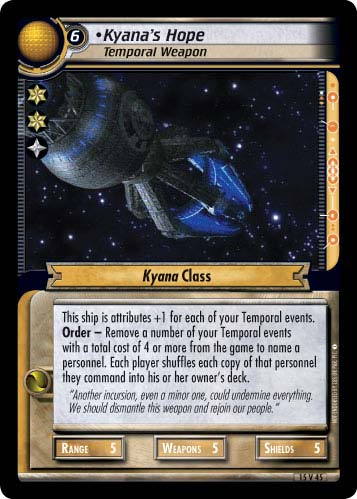 6
•Kyana's Hope
Temporal Weapon
Kyana Class
This ship is attributes +1 for each of your Temporal events.
Order – Remove a number of your Temporal events
with a total cost of 4 or more from the game to name a
personnel. Each player shuffles each copy of that personnel
they command into his or her owner's deck.
"Another incursion, even a minor one, could undermine everything.
We should dismantle this weapon and rejoin our people."
RANGE 5 WEAPONS 5 SHIELDS 5
15 V 45